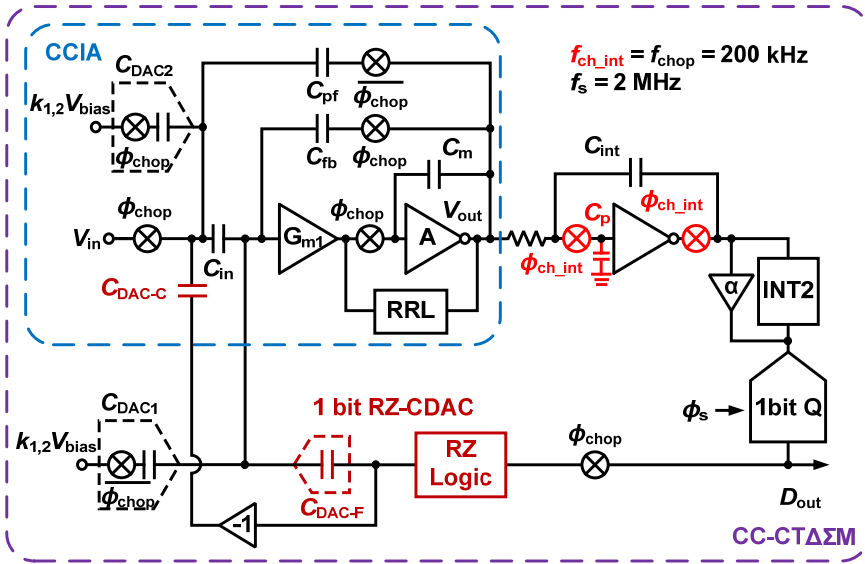 CCIA
C_DAC2
k_1,2V_bias
ϕ_chop
C_pf
ϕ_chop
C_fb
ϕ_chop
f_ch_int = f_chop = 200 kHz
f_s = 2 MHz
C_m
C_int
ϕ_chop
V_in
C_in
G_m1
ϕ_chop
A
V_out
C_p
ϕ_ch_int
ϕ_ch_int
C_DAC-C
RRL
α
INT2
C_DAC1
k_1,2V_bias
ϕ_chop
1 bit RZ-CDAC
C_DAC-F
RZ
Logic
ϕ_chop
ϕ_s
1bit Q
D_out
-1
CC-CTΔΣM